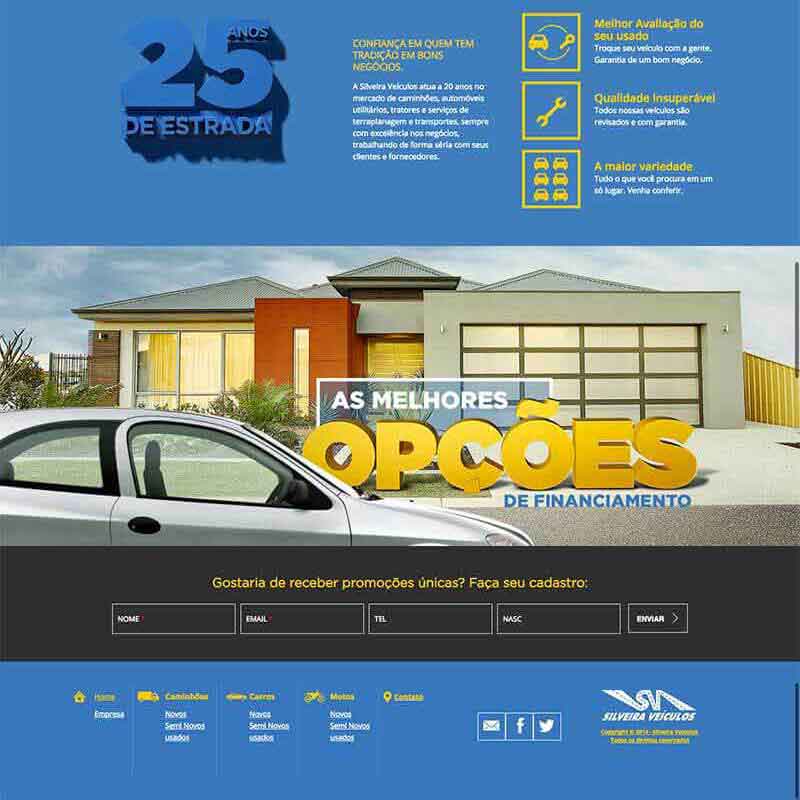 25
ANOS
DE ESTRADA
CONFIANÇA EM QUEM TEM
TRADIÇÃO EM BONS
NEGÓCIOS.
A Silveira Veículos atua a 20 anos no
mercado de caminhões, automóveis
utilitários, tratores e serviços de
terraplanagem e transportes, sempre
com excelência nos negócios,
trabalhando de forma séria com seus
clientes e fornecedores.
Melhor Avaliação do
seu usado
Troque seu veículo com a gente.
Garantia de um bom negócio.
Qualidade Insuperável
Todos nossas veículos são
revisados e com garantia.
A maior variedade
Tudo o que você procura em um
só lugar. Venha conferir.
AS MELHORES
OPÇÕES
DE FINANCIAMENTO
Gostaria de receber promoções únicas? Faça seu cadastro:
NOME *
EMAIL *
TEL
NASC
ENVIAR
Home
Empresa
Caminhões
Novos
Semi Novos
usados
Carros
Novos
Semi Novos
usados
Motos
Novos
Semi Novos
usados
Contato
SILVEIRA VEÍCULOS
Copyright © 2014 - Silveira Veículos
Todos os direitos reservados